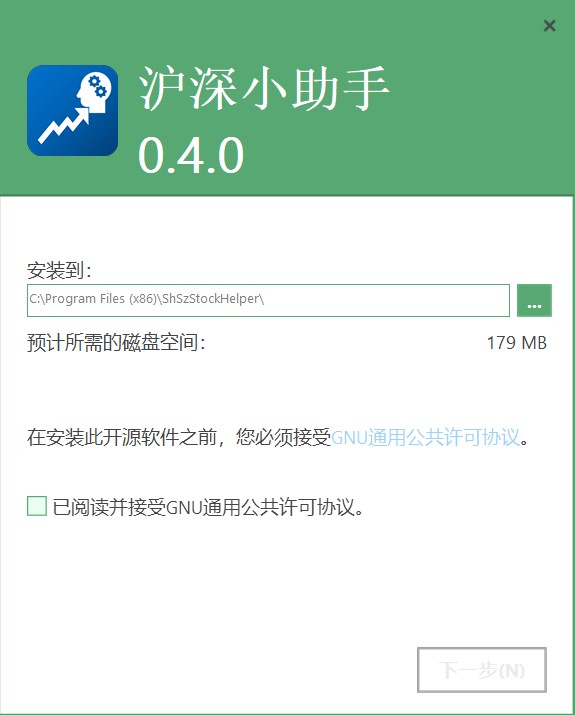 沪深小助手
0.4.0
安装到：
C:\Program Files (x86)\ShSzStockHelper\
...
预计所需的磁盘空间： 179 MB
在安装此开源软件之前，您必须接受GNU通用公共许可协议。
已阅读并接受GNU通用公共许可协议。
下一步(N)